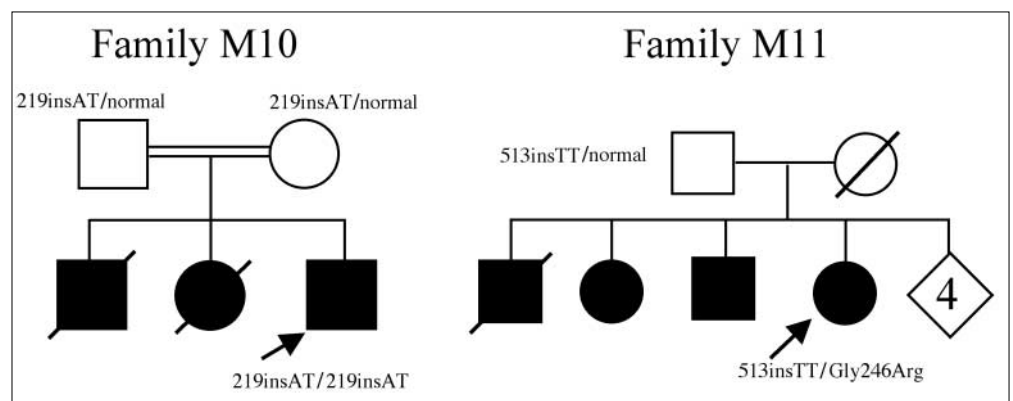 Family M10
219insAT/normal
219insAT/normal
219insAT/219insAT
Family M11
513insTT/normal
4
513insTT/Gly246Arg